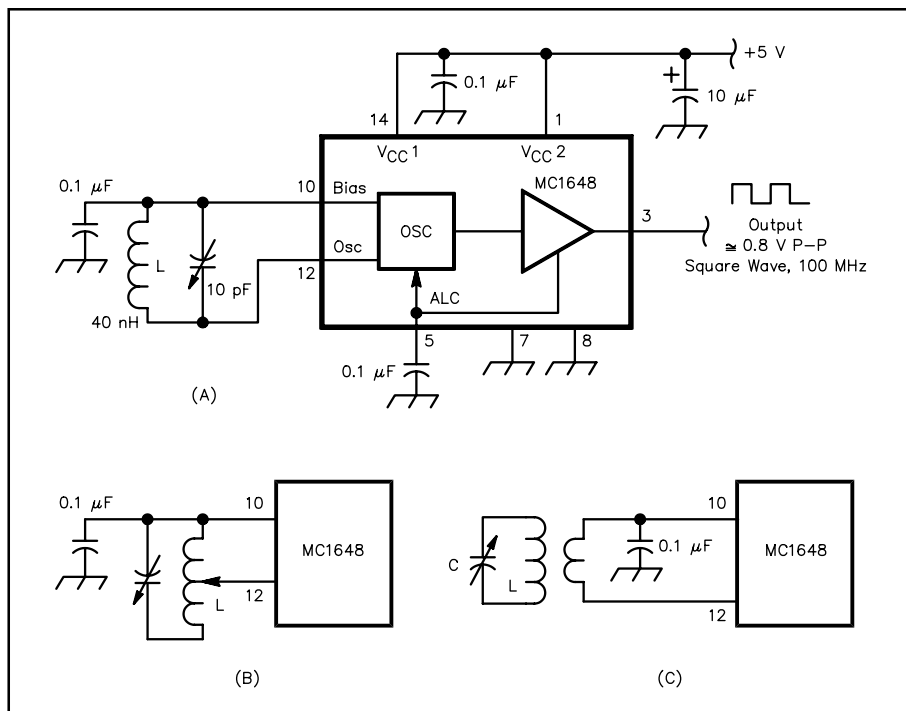 +5 V
+
0.1 µF
10 µF
14
1
VCC 1
VCC 2
MC1648
0.1 µF
10
Bias
3
OSC
Output
≅ 0.8 V P-P
Square Wave, 100 MHz
L
Osc
12
10 pF
ALC
40 nH
5
7
8
0.1 µF
(A)
0.1 µF
10
MC1648
12
L
(B)
10
0.1 µF
MC1648
C
L
12
(C)